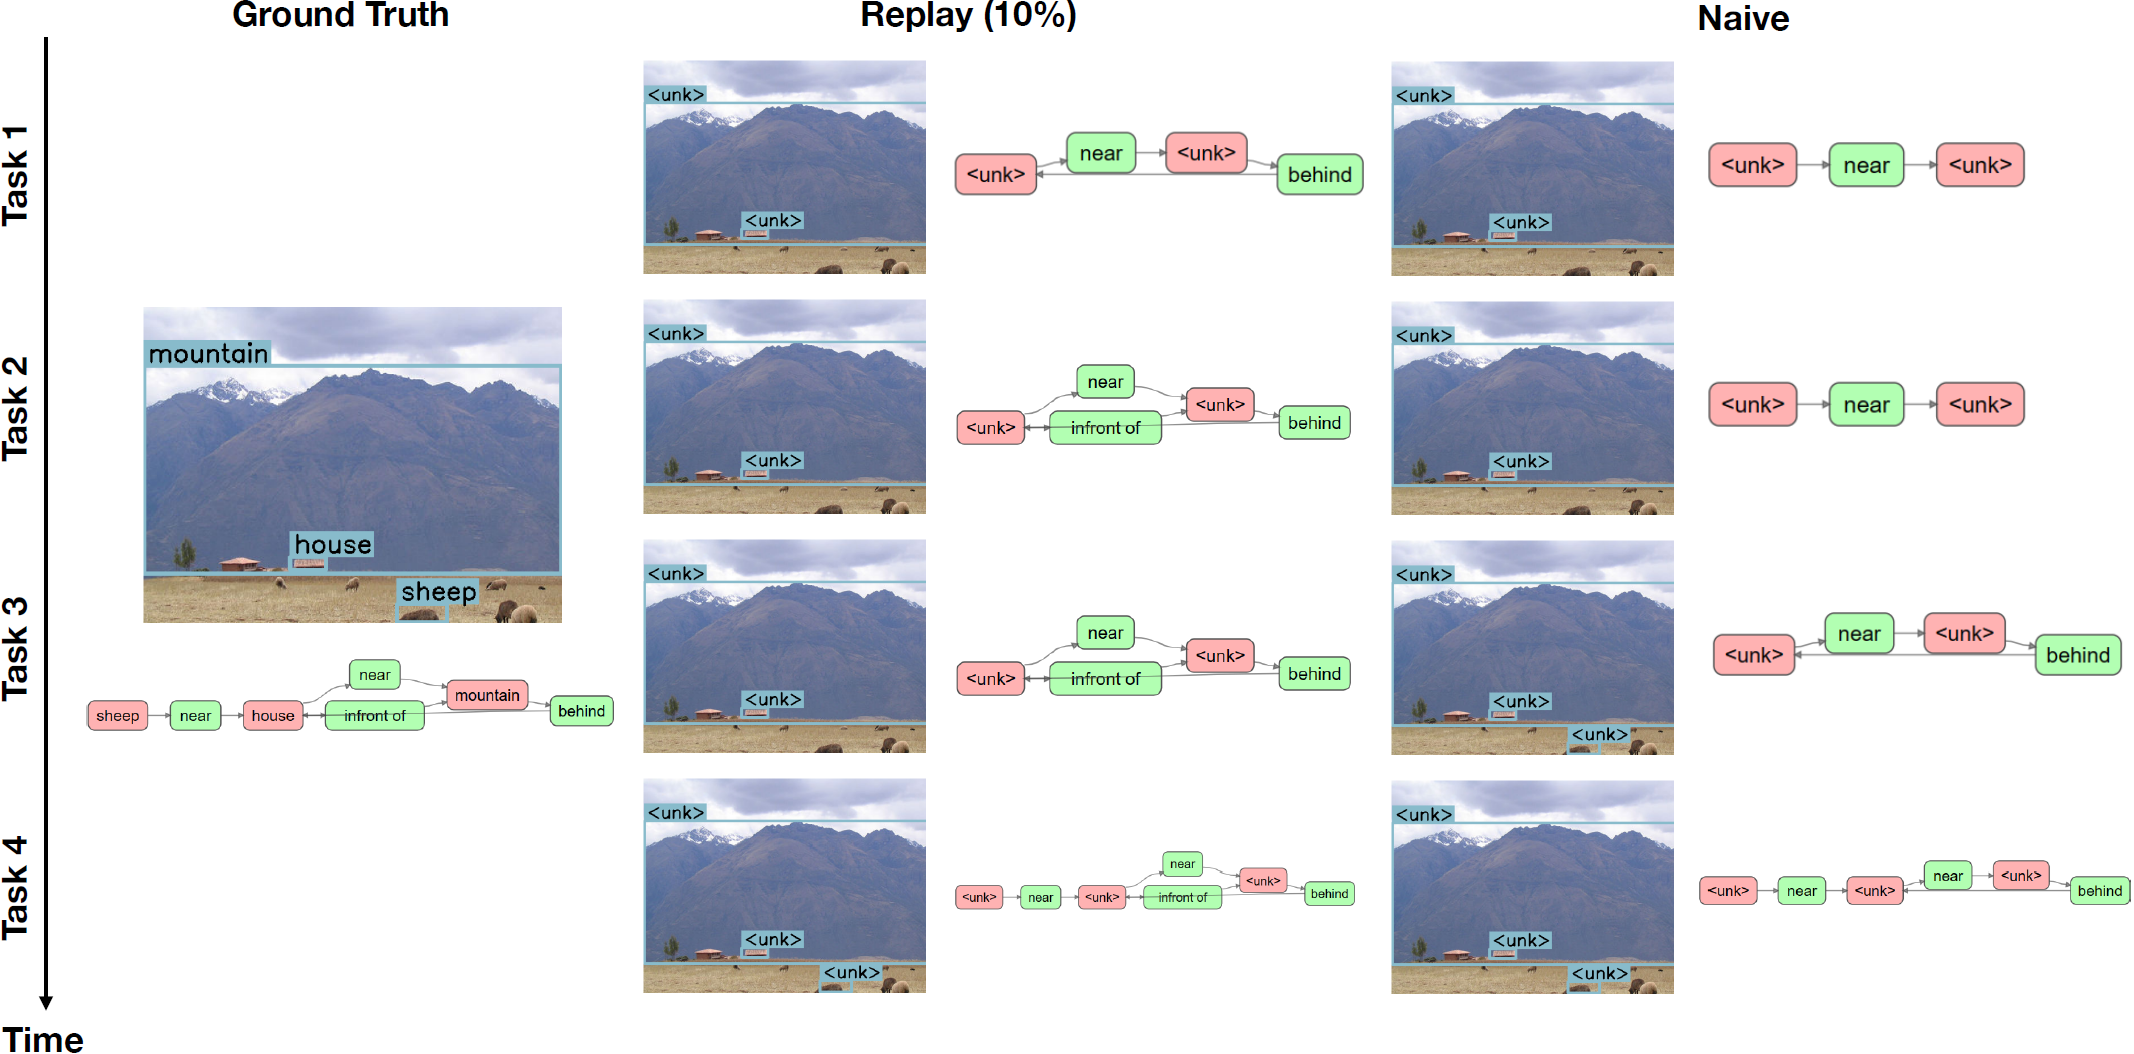 Ground Truth
Replay (10%)
Naive
Task 1
<unk>
<unk>
<unk> near <unk> behind
<unk>
<unk>
<unk> near <unk>
Task 2
<unk>
<unk>
near
<unk>
<unk> infront of behind
<unk>
<unk>
<unk> near <unk>
mountain
house
sheep
near
mountain
sheep near house infront of behind
Task 3
<unk>
<unk>
near
<unk>
<unk> infront of behind
<unk>
<unk>
<unk>
near <unk>
<unk> behind
Task 4
<unk>
<unk>
<unk>
near
<unk>
<unk> near <unk> infront of behind
<unk>
<unk>
<unk>
near <unk>
<unk> near <unk> behind
Time